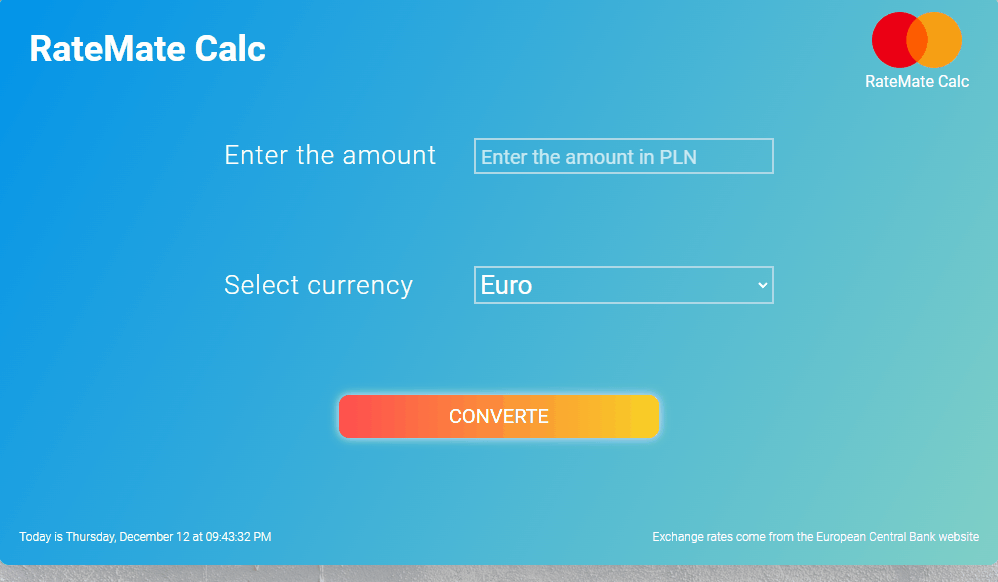 RateMate Calc
RateMate Calc
Enter the amount
Enter the amount in PLN
Select currency
Euro
CONVERTE
Today is Thursday, December 12 at 09:43:32 PM
Exchange rates come from the European Central Bank website